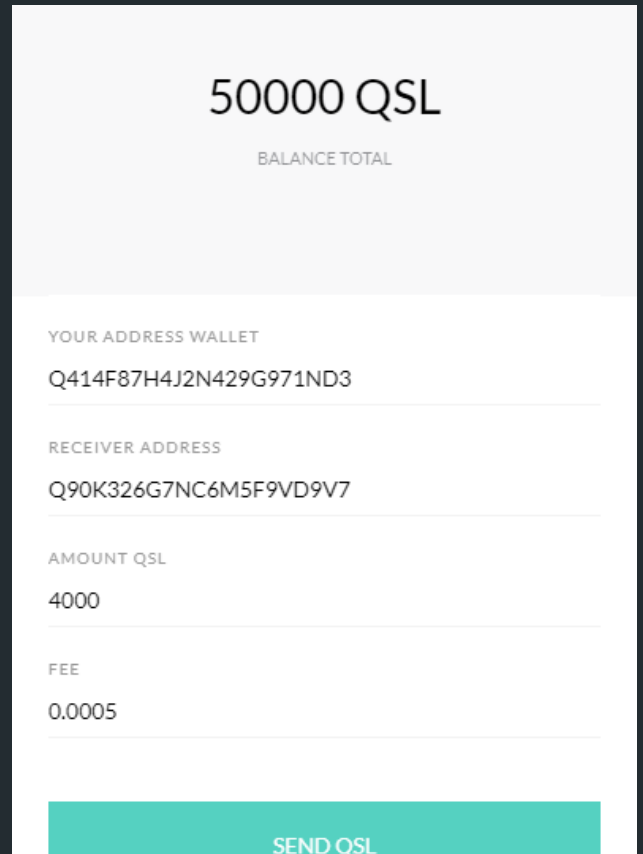 50000 QSL
BALANCE TOTAL
YOUR ADDRESS WALLET
Q414F87H4J2N429G971ND3
RECEIVER ADDRESS
Q90K326G7NC6M5F9VD9V7
AMOUNT QSL
4000
FEE
0.0005
SEND QSL